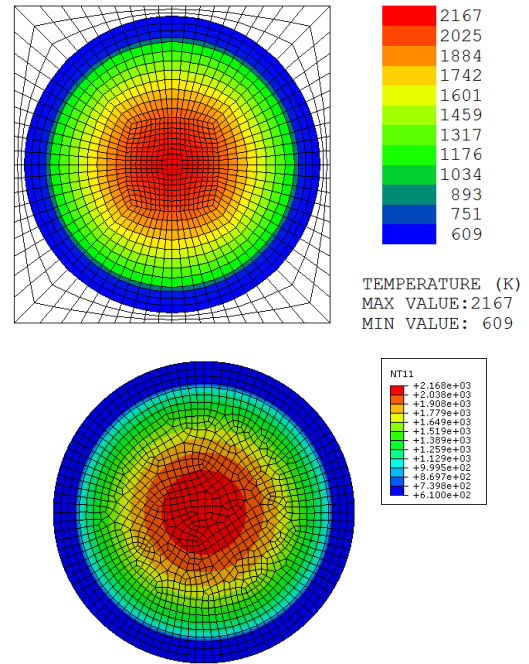 2167
2025
1884
1742
1601
1459
1317
1176
1034
893
751
609
TEMPERATURE (K)
MAX VALUE:2167
MIN VALUE: 609
NT11
+2.168e+03
+2.038e+03
+1.908e+03
+1.779e+03
+1.649e+03
+1.519e+03
+1.389e+03
+1.259e+03
+1.129e+03
+9.995e+02
+8.697e+02
+7.398e+02
+6.100e+02